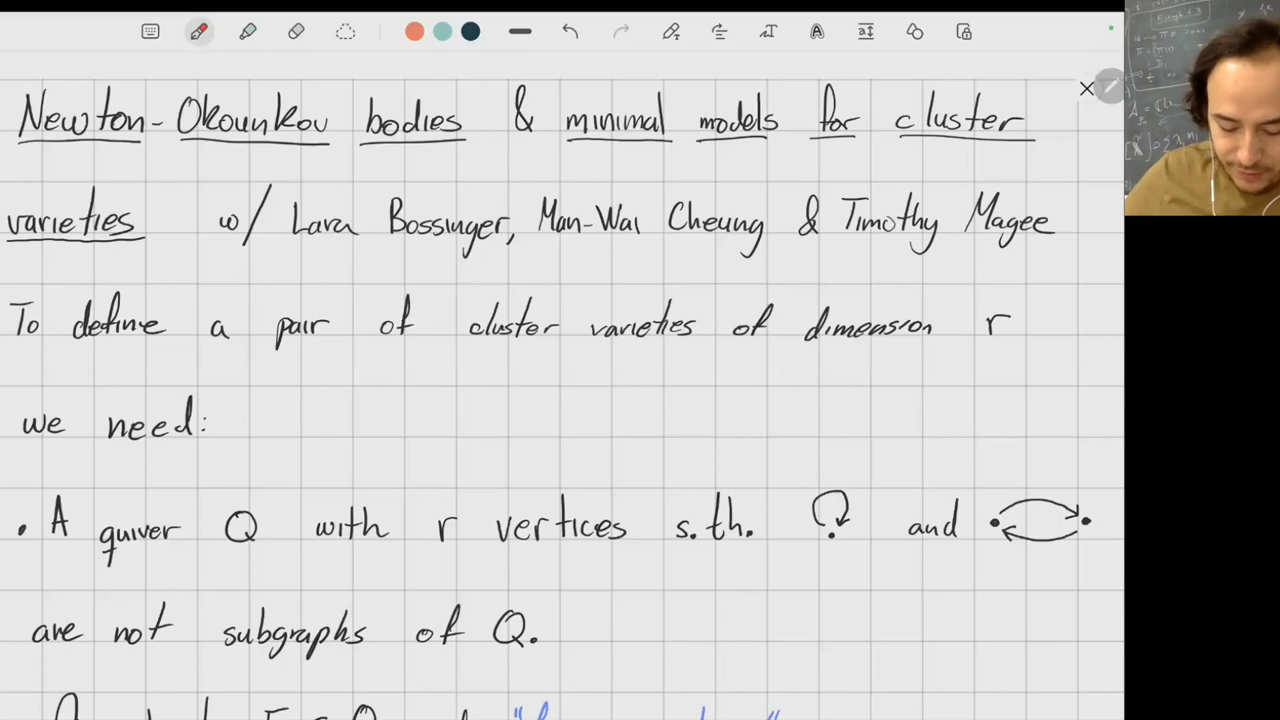 Newton-Okounkov bodies & minimal models for cluster
varieties w/ Lara Bossinger, Man-Wai Cheung & Timothy Magee
To define a pair of cluster varieties of dimension r
we need:
. A quiver Q with r vertices s.th. and
are not subgraphs of Q.